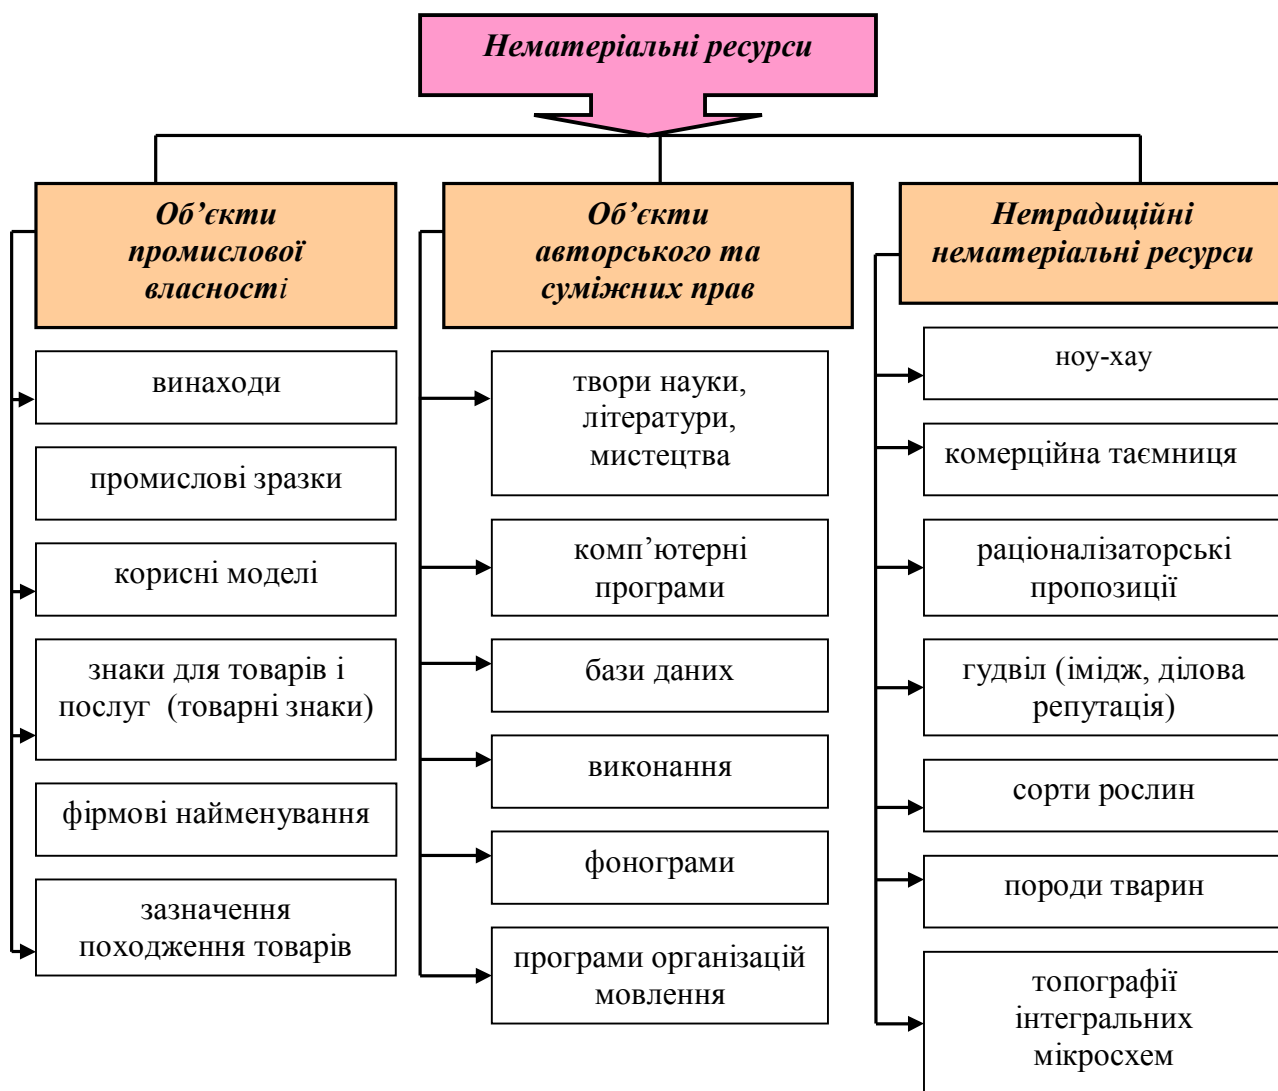 Нематеріальні ресурси
Об’єкти
промислової
власності
винаходи
промислові зразки
корисні моделі
знаки для товарів і
послуг (товарні знаки)
фірмові найменування
зазначення
походження товарів
Об’єкти
авторського та
суміжних прав
твори науки,
літератури,
мистецтва
комп’ютерні
програми
бази даних
виконання
фонограми
програми організацій
мовлення
Нетрадиційні
нематеріальні ресурси
ноу-хау
комерційна таємниця
раціоналізаторські
пропозиції
гудвіл (імідж, ділова
репутація)
сорти рослин
породи тварин
топографії
інтегральних
мікросхем